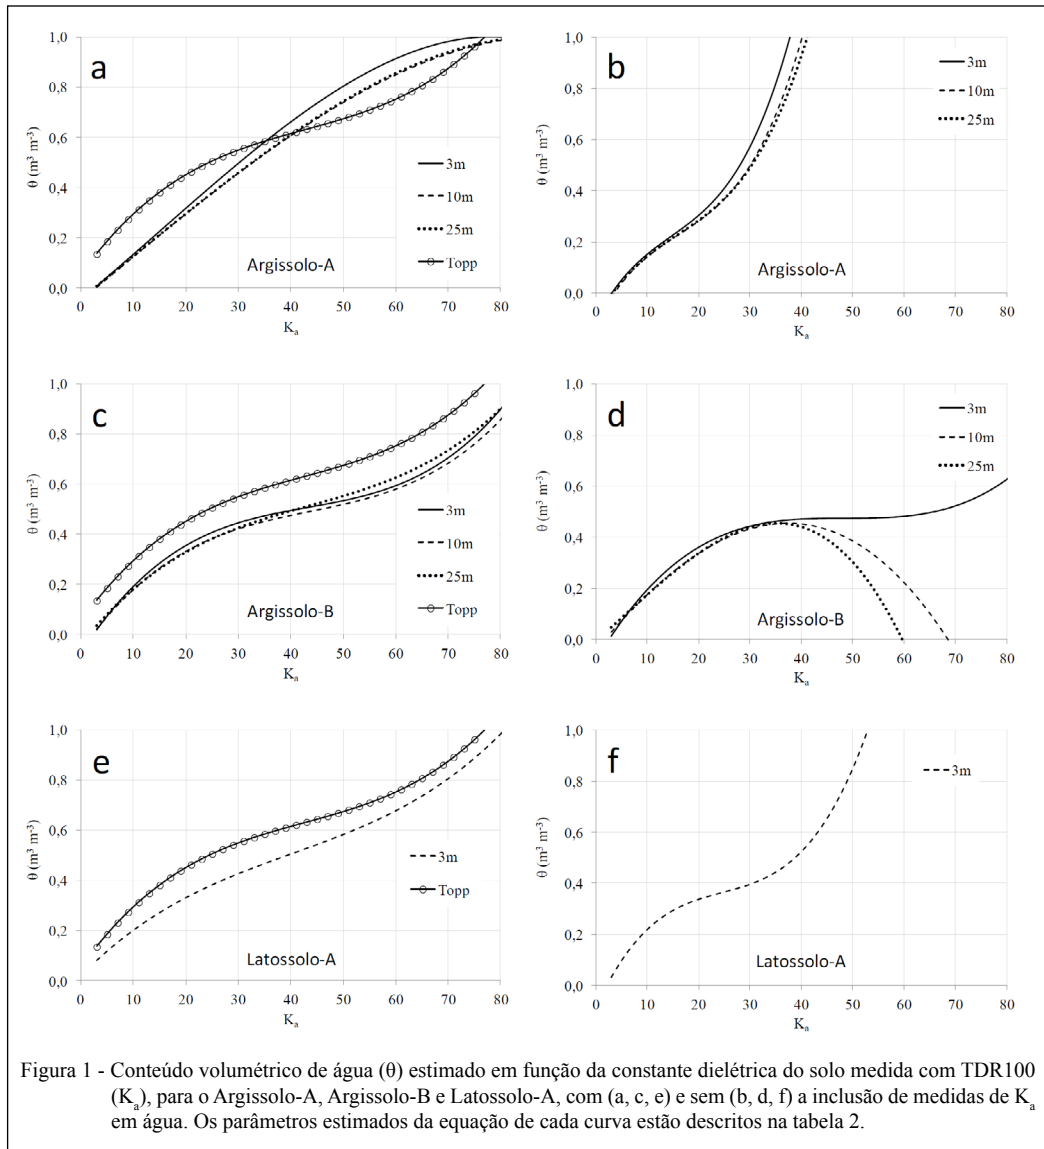 a
1,0
0,8
0,6
0,4
0,2
0,0
θ (m³ m⁻³)
3m
10m
25m
Topp
Argissolo-A
0 10 20 30 40 50 60 70 80
Kₐ
b
1,0
0,8
0,6
0,4
0,2
0,0
θ (m³ m⁻³)
3m
10m
25m
Argissolo-A
0 10 20 30 40 50 60 70 80
Kₐ
c
1,0
0,8
0,6
0,4
0,2
0,0
θ (m³ m⁻³)
3m
10m
25m
Topp
Argissolo-B
0 10 20 30 40 50 60 70 80
Kₐ
d
1,0
0,8
0,6
0,4
0,2
0,0
θ (m³ m⁻³)
3m
10m
25m
Argissolo-B
0 10 20 30 40 50 60 70 80
Kₐ
e
1,0
0,8
0,6
0,4
0,2
0,0
θ (m³ m⁻³)
3m
Topp
Latossolo-A
0 10 20 30 40 50 60 70 80
Kₐ
f
1,0
0,8
0,6
0,4
0,2
0,0
θ (m³ m⁻³)
3m
Latossolo-A
0 10 20 30 40 50 60 70 80
Kₐ
Figura 1 - Conteúdo volumétrico de água (θ) estimado em função da constante dielétrica do solo medida com TDR100
(Kₐ), para o Argissolo-A, Argissolo-B e Latossolo-A, com (a, c, e) e sem (b, d, f) a inclusão de medidas de Kₐ
em água. Os parâmetros estimados da equação de cada curva estão descritos na tabela 2.